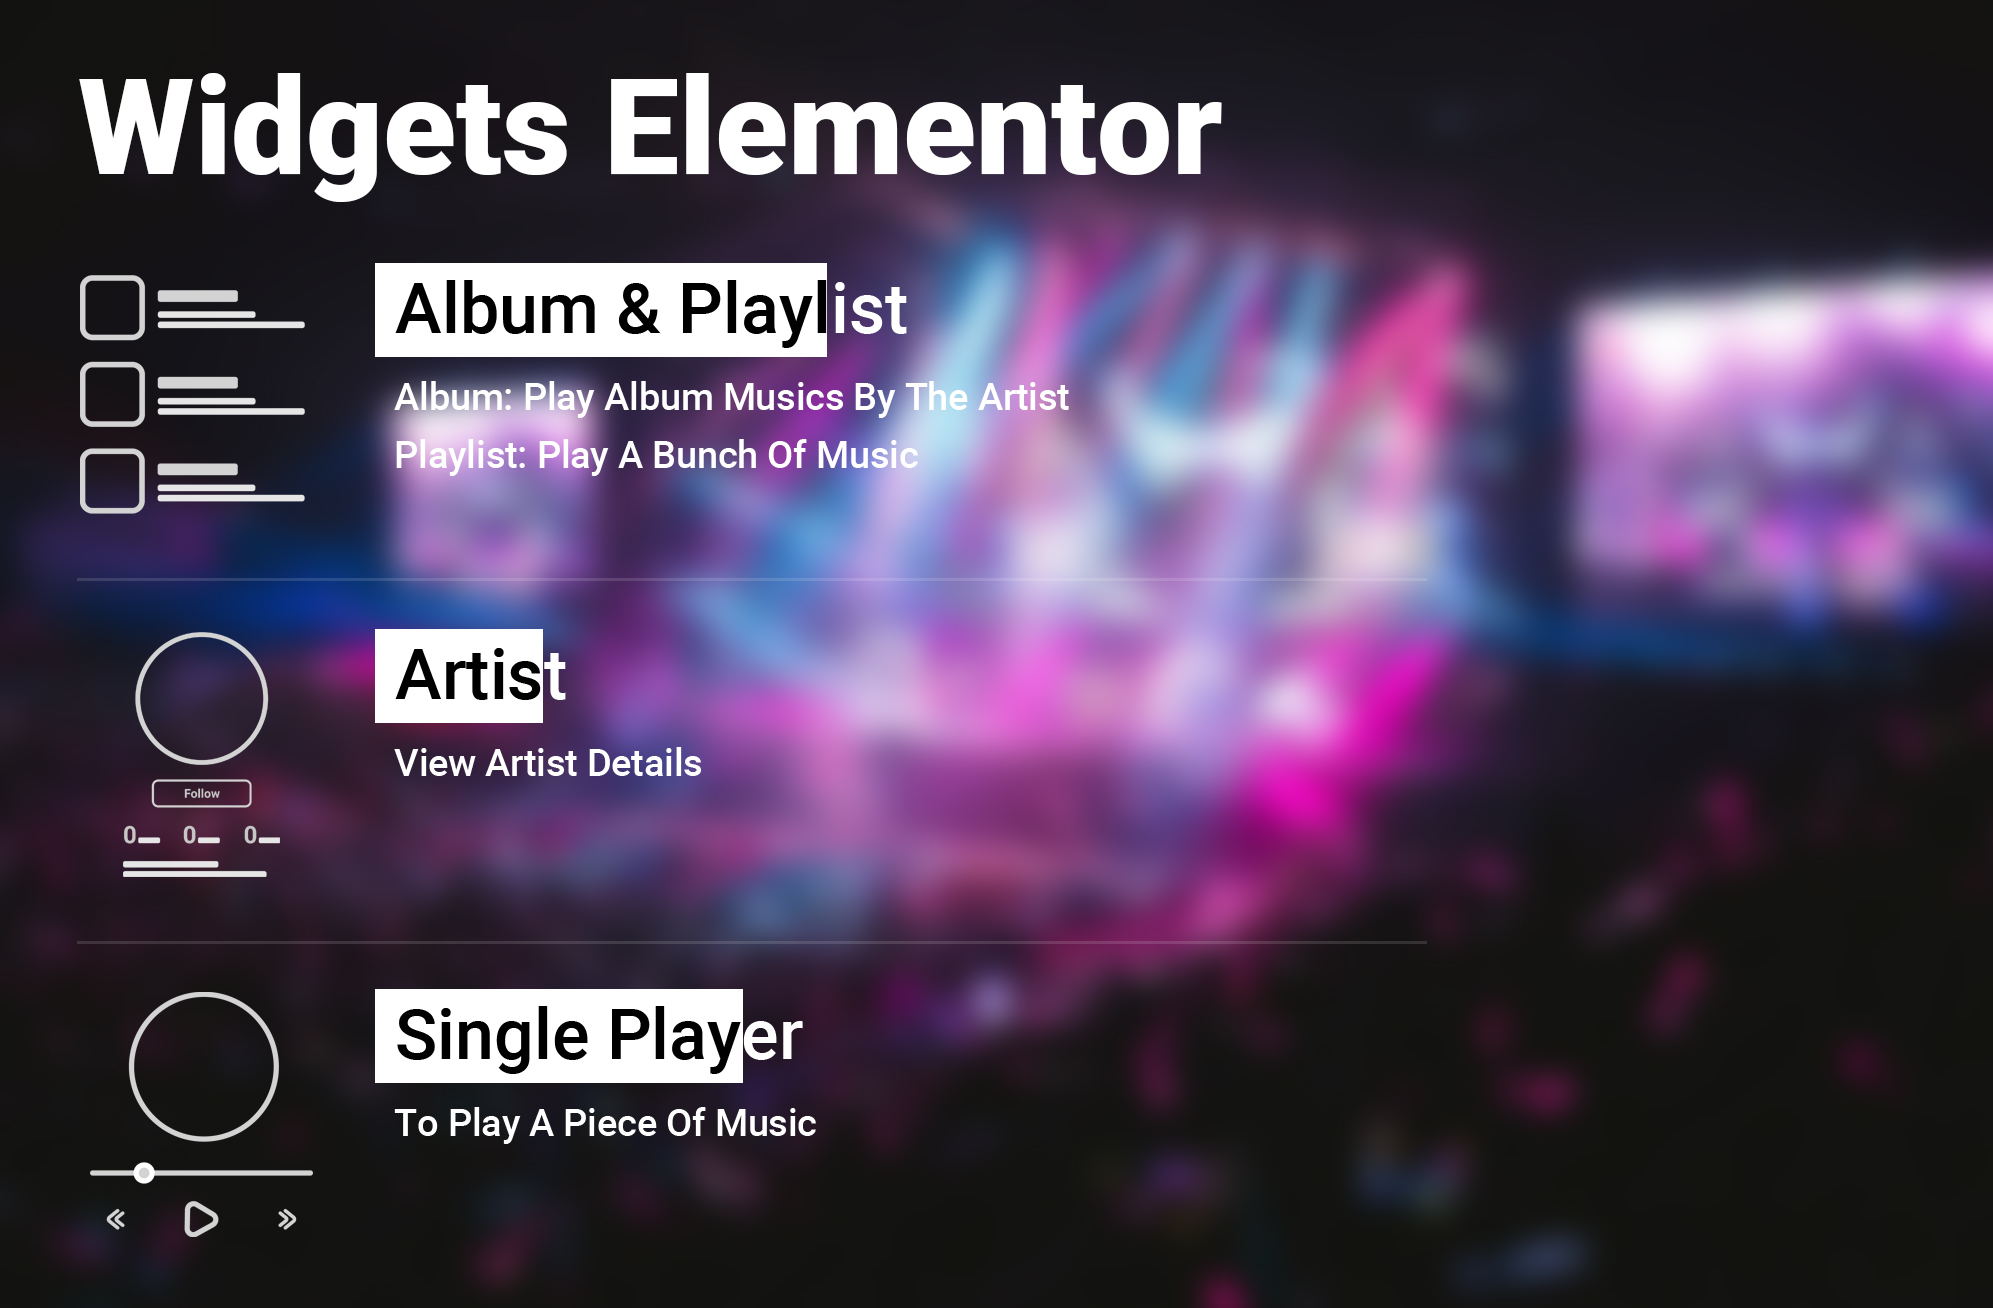 Widgets Elementor
Album & Playlist
Album: Play Album Musics By The Artist
Playlist: Play A Bunch Of Music
Artist
View Artist Details
Follow
0 0 0
Single Player
To Play A Piece Of Music